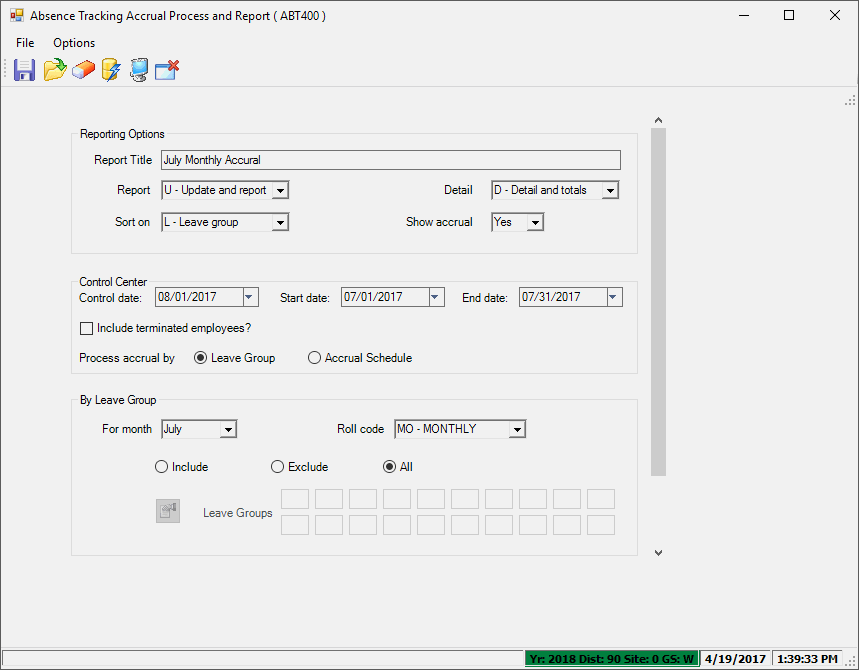 Absence Tracking Accrual Process and Report ( ABT400 )
File Options
Reporting Options
Report Title July Monthly Accural
Report U - Update and report Detail D - Detail and totals
Sort on L - Leave group Show accrual Yes
Control Center
Control date: 08/01/2017 Start date: 07/01/2017 End date: 07/31/2017
Include terminated employees?
Process accrual by Leave Group Accrual Schedule
By Leave Group
For month July Roll code MO - MONTHLY
Include Exclude All
Leave Groups
Yr: 2018 Dist: 90 Site: 0 GS: W 4/19/2017 1:39:33 PM